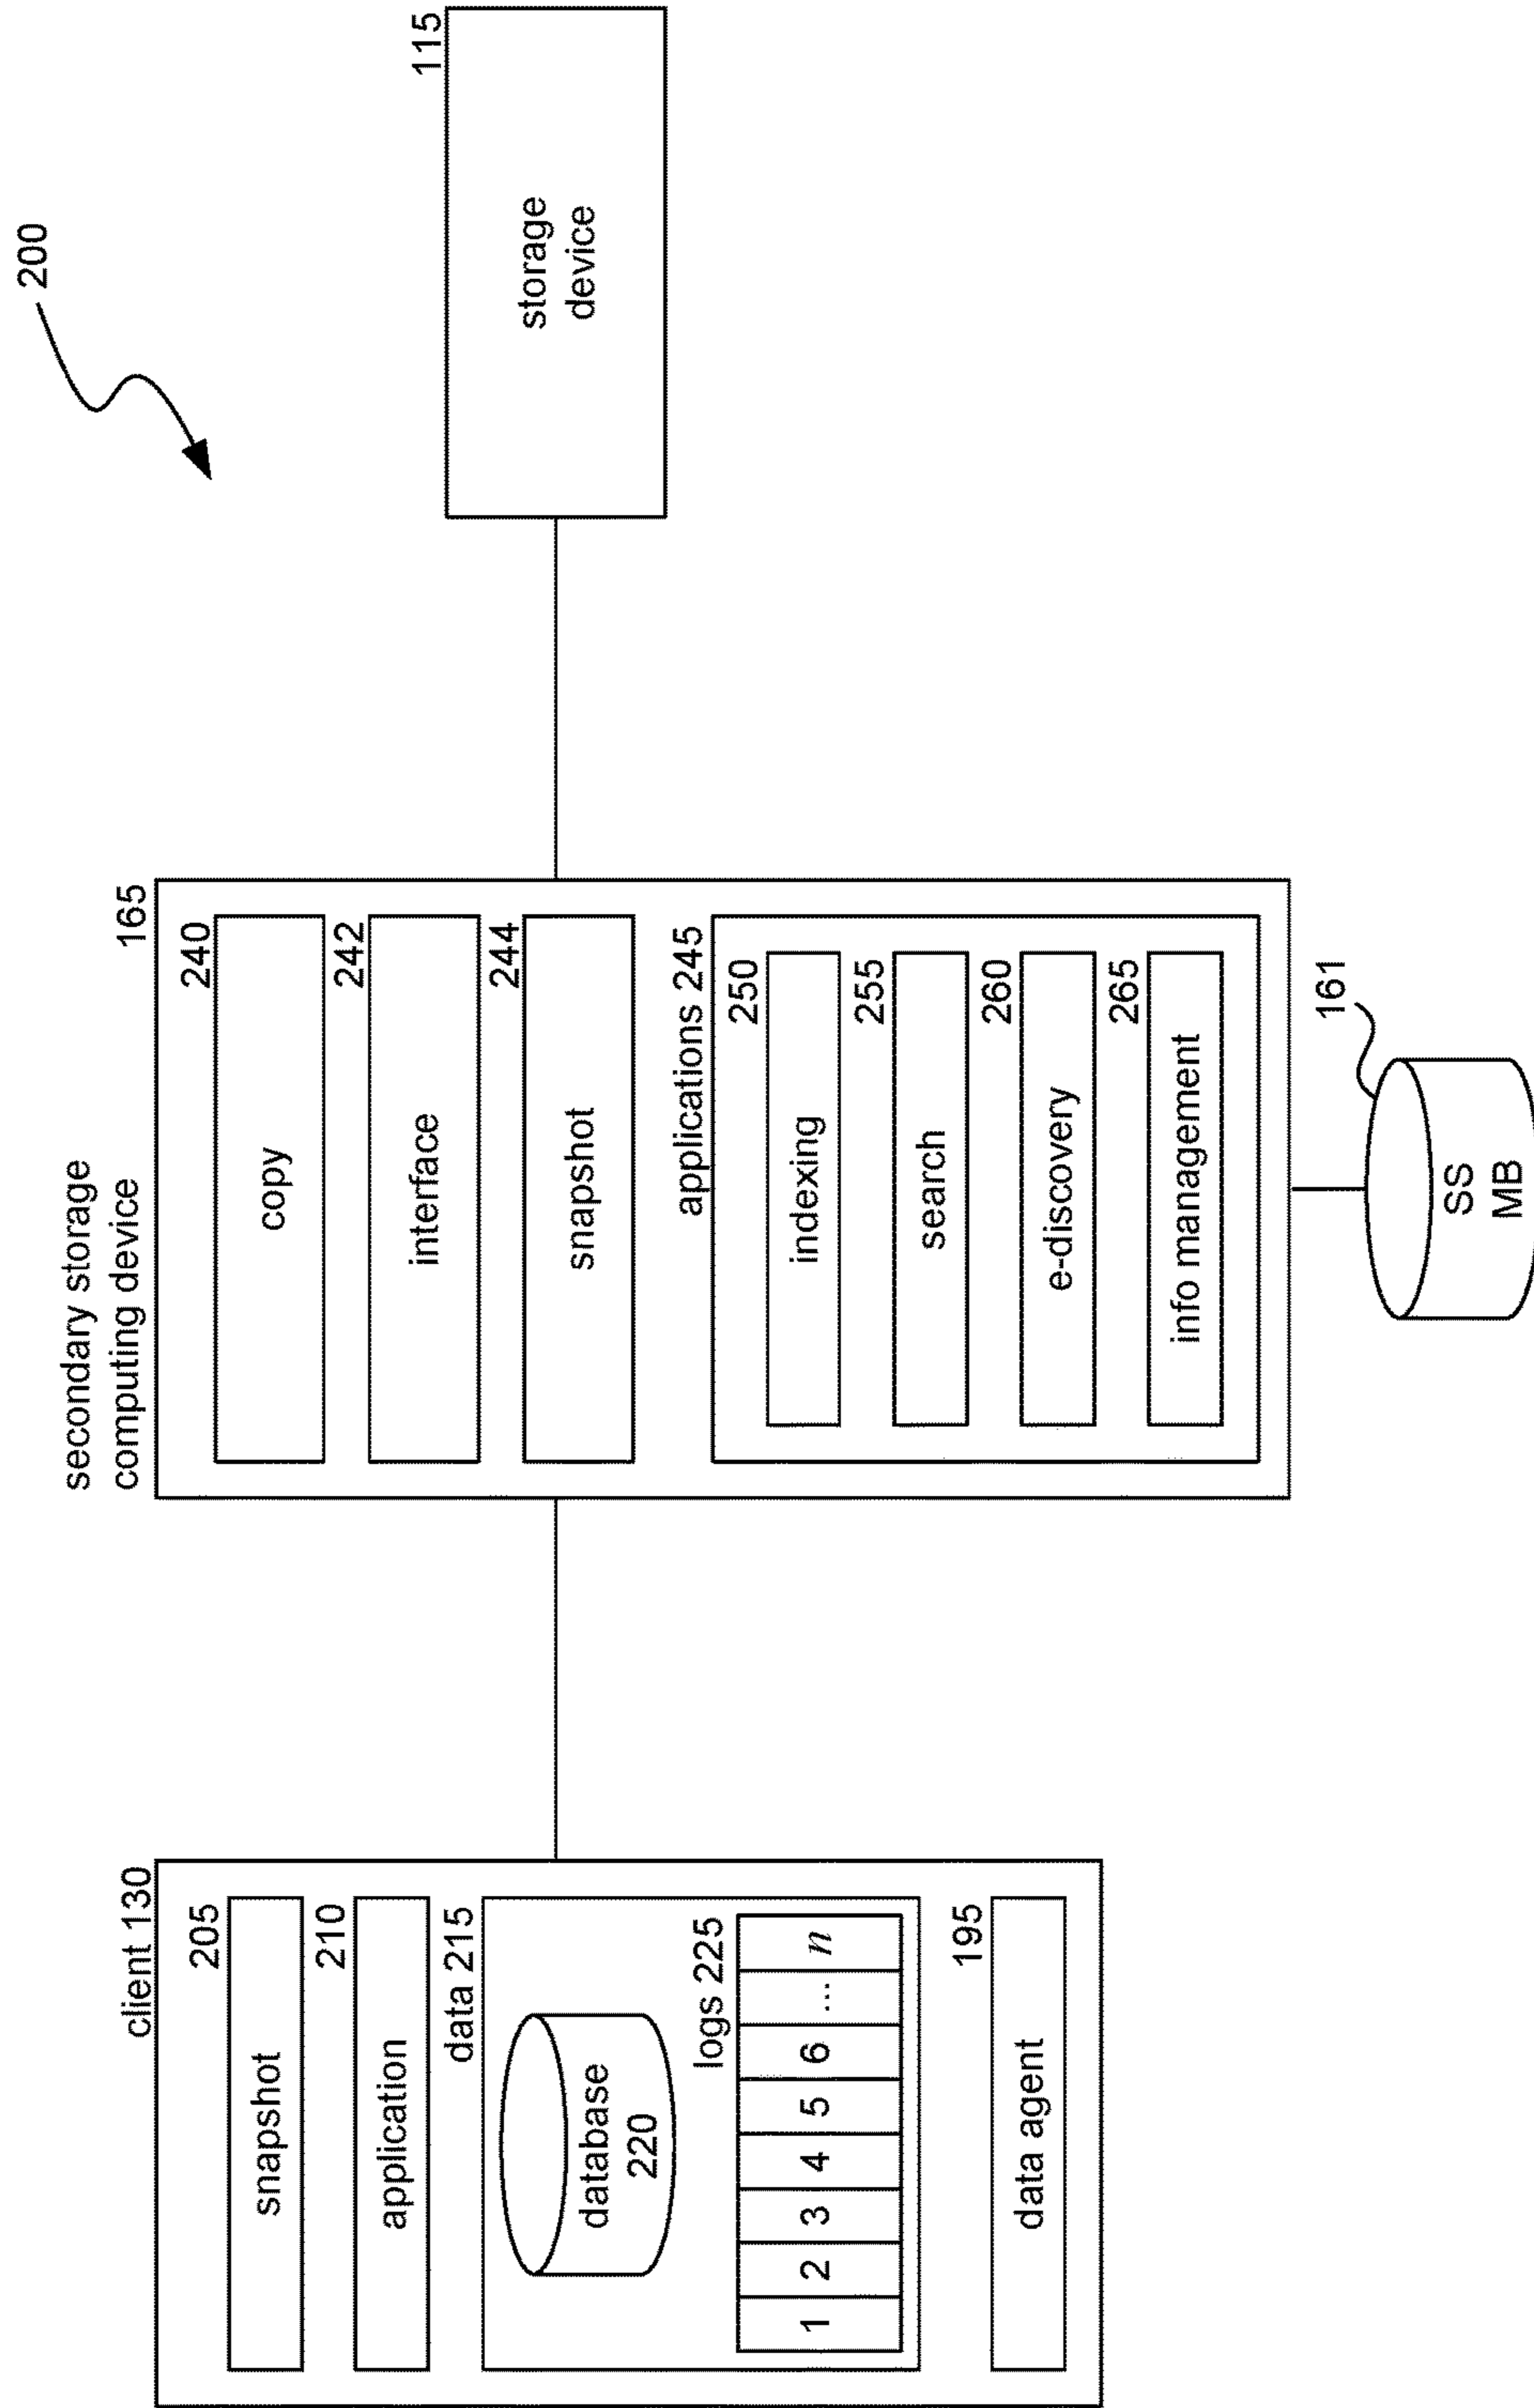 200
client 130
205
snapshot
210
application
data 215
database
220
logs 225
1 2 3 4 5 6 ... n
195
data agent
secondary storage
computing device
165
240
copy
242
interface
244
snapshot
applications 245
250
indexing
255
search
260
e-discovery
265
info management
161
SS
MB
115
storage
device